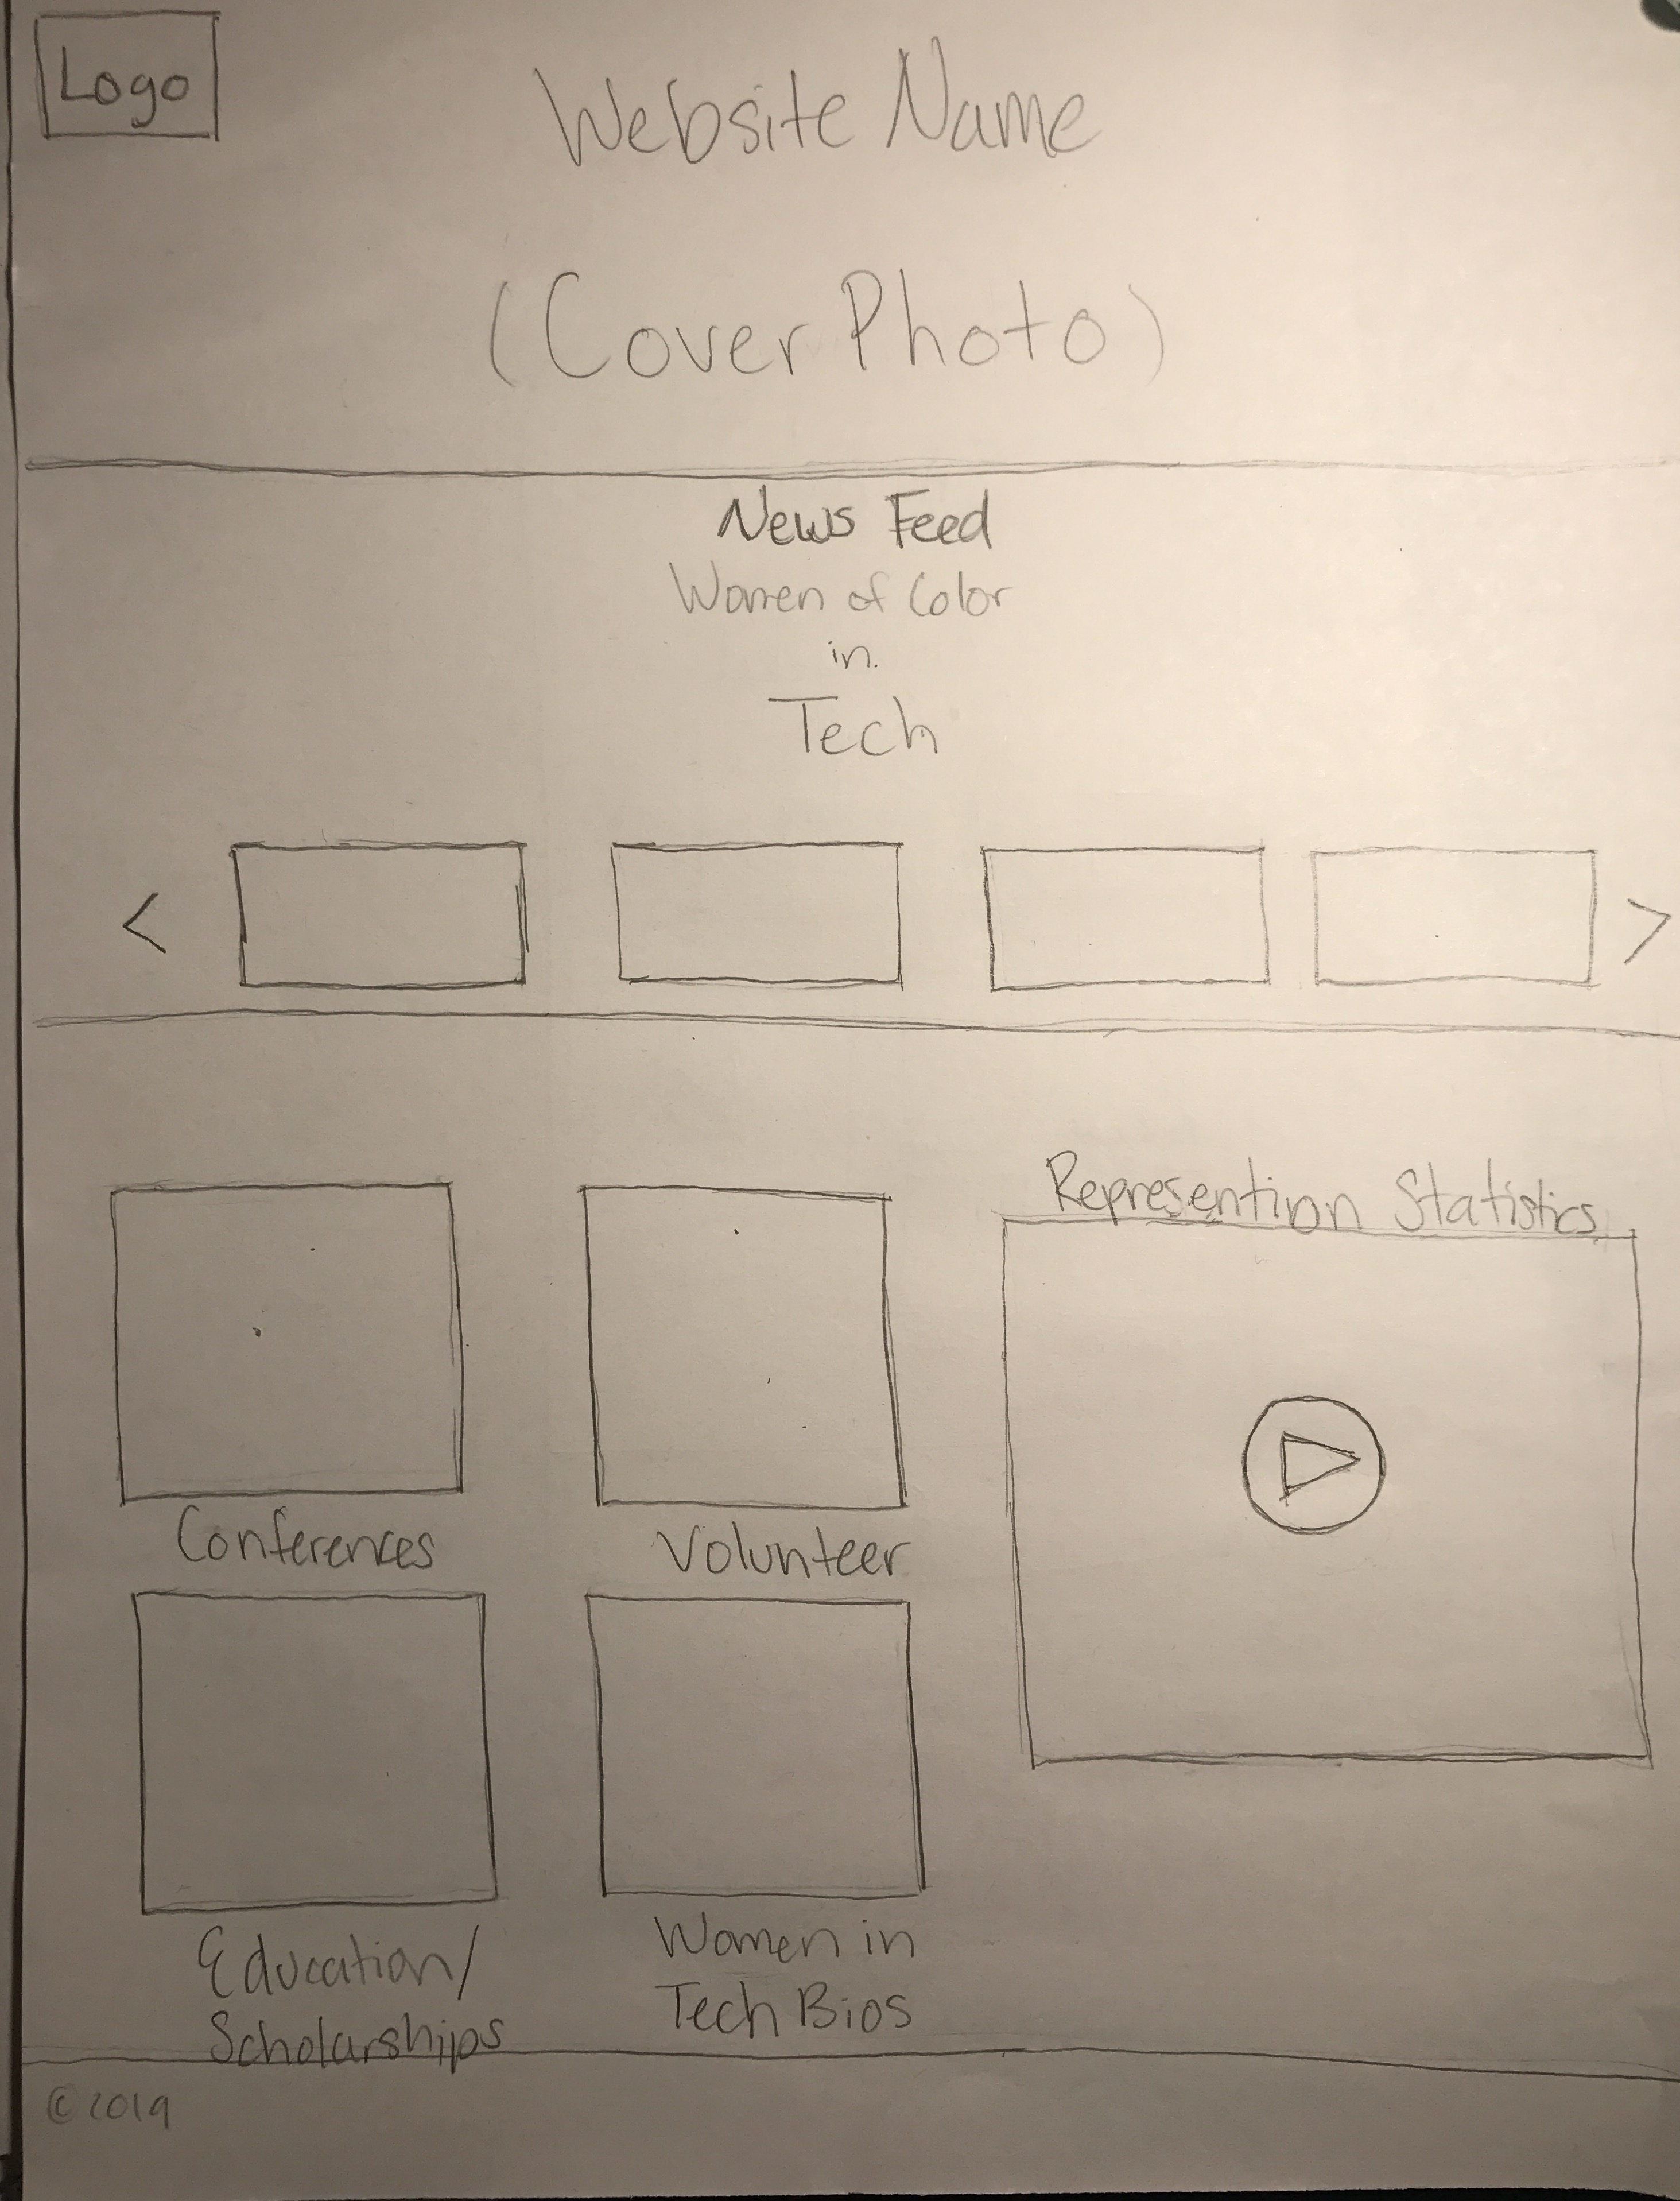 Logo
Website Name
(Cover Photo)
News Feed
Women of Color
in
Tech
<
>
Represention Statistics
Conferences
Volunteer
Education/
Scholarships
Women in
Tech Bios
©2019